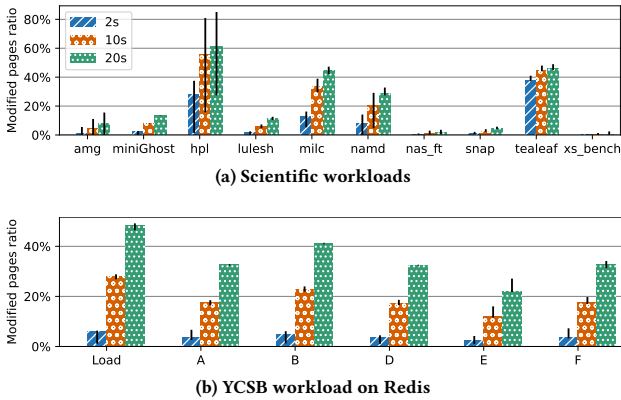 Modified pages ratio
80%
60%
40%
20%
0%
2s
10s
20s
amg miniGhost hpl lulesh milc namd nas_ft snap tealeaf xs_bench
(a) Scientific workloads
Modified pages ratio
40%
20%
0%
Load A B D E F
(b) YCSB workload on Redis